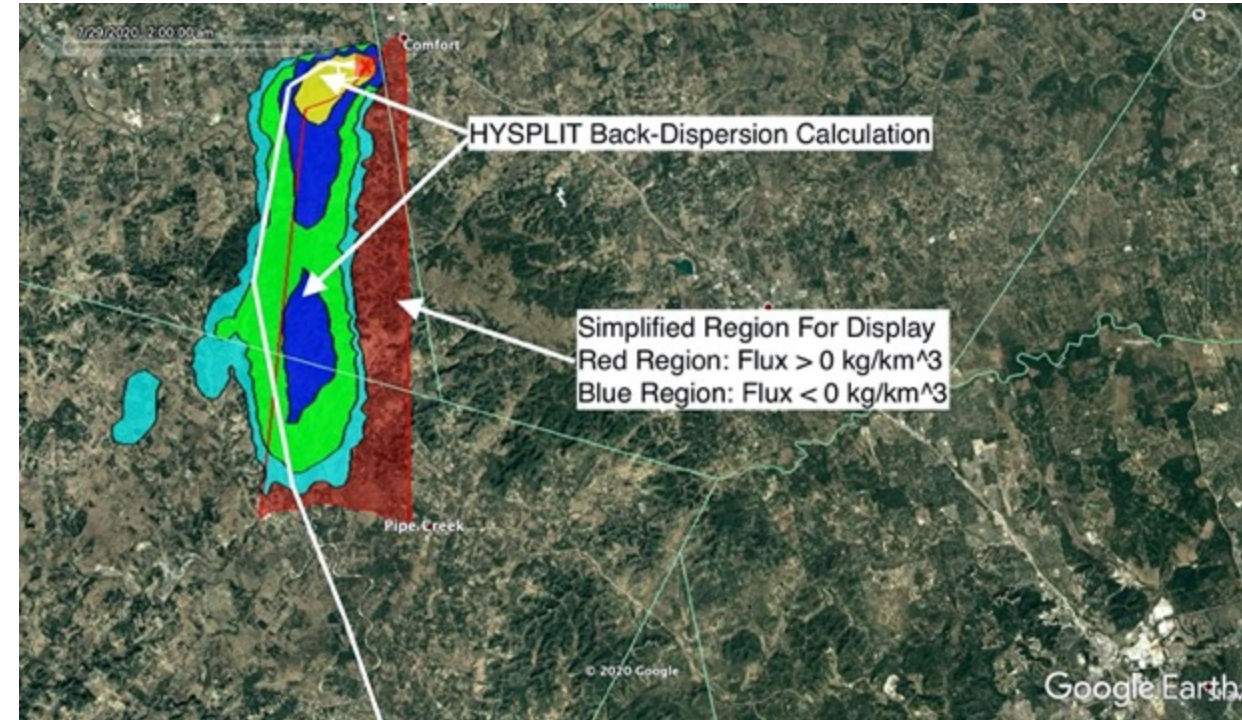 Kendall
7/29/2020 2:00:00 am
Comfort
HYSPLIT Back-Dispersion Calculation
Simplified Region For Display
Red Region: Flux > 0 kg/km^3
Blue Region: Flux < 0 kg/km^3
Pipe Creek
© 2020 Google
Google Earth